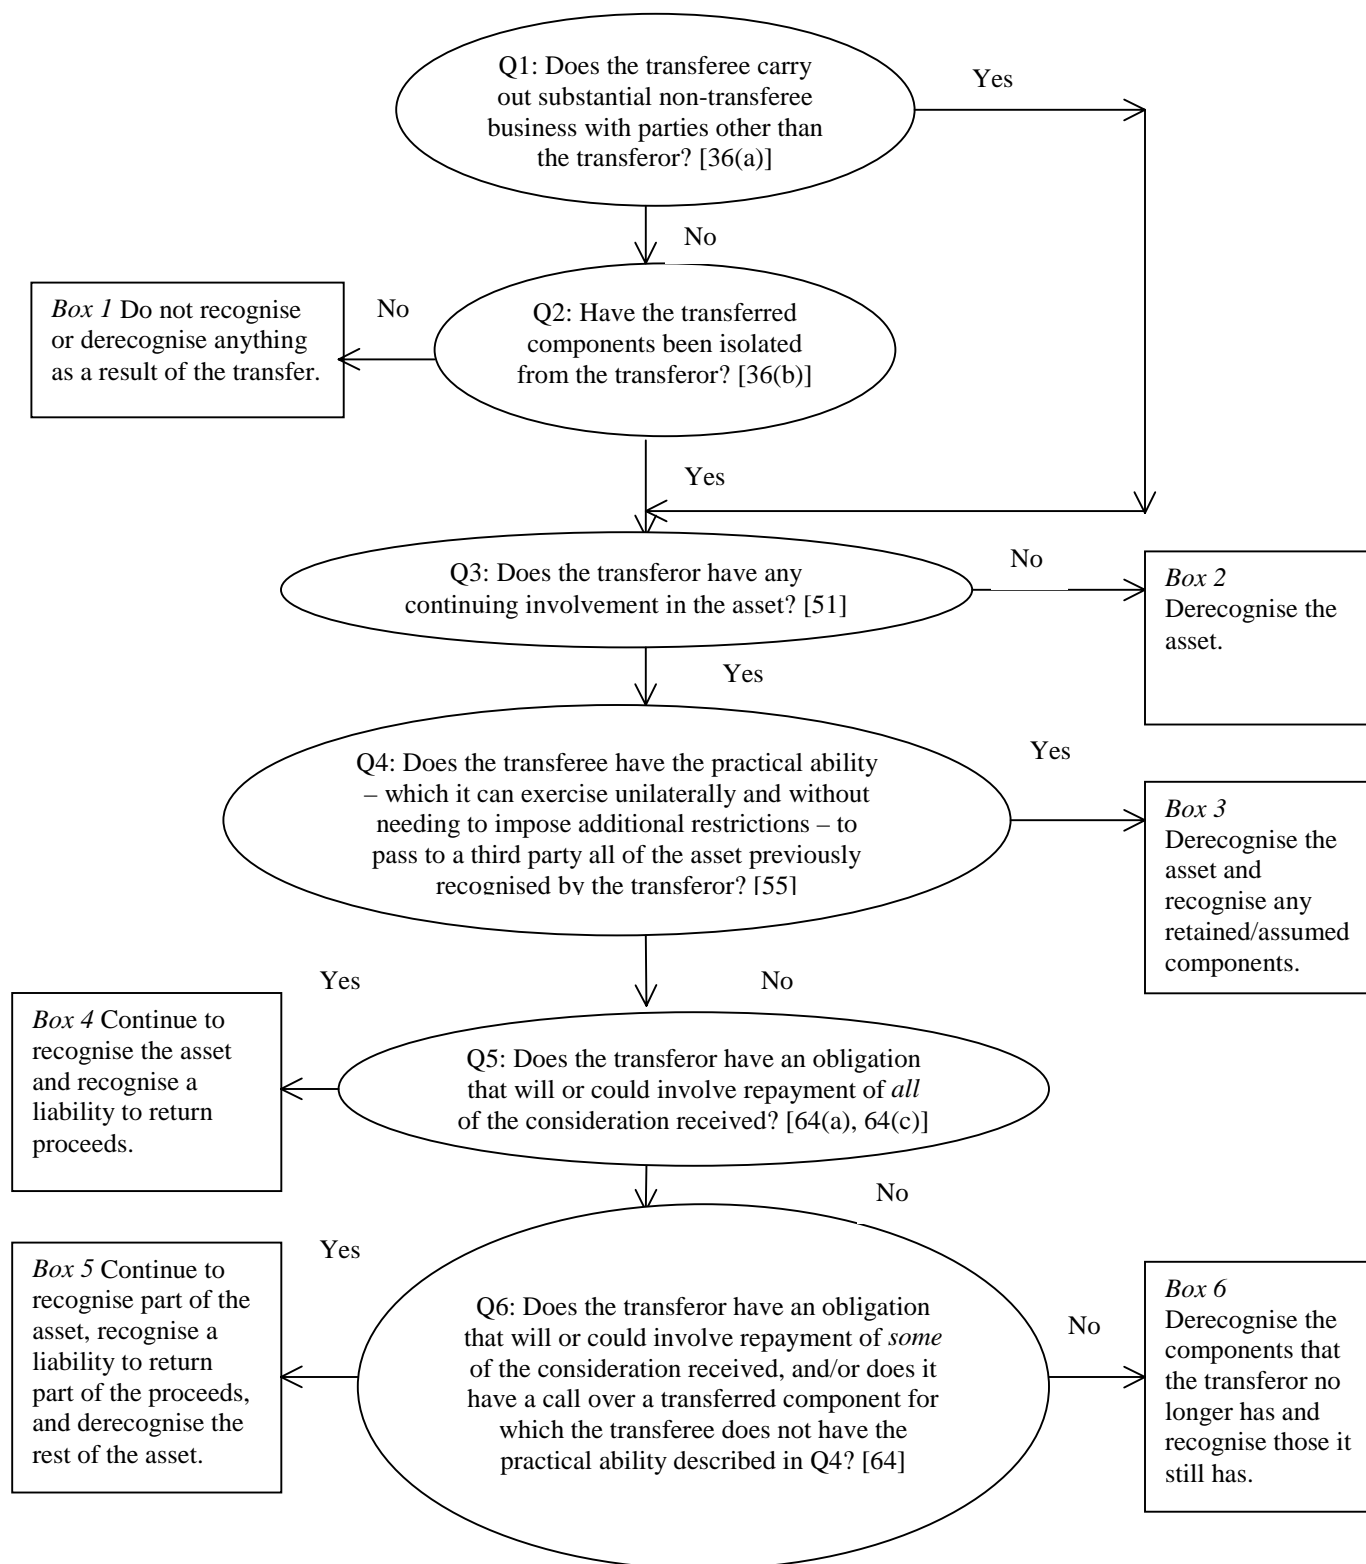 Q1: Does the transferee carry
out substantial non-transferee
business with parties other than
the transferor? [36(a)]
Yes
No
Box 1 Do not recognise
or derecognise anything
as a result of the transfer.
No
Q2: Have the transferred
components been isolated
from the transferor? [36(b)]
Yes
Q3: Does the transferor have any
continuing involvement in the asset? [51]
No
Box 2
Derecognise the
asset.
Yes
Q4: Does the transferee have the practical ability
– which it can exercise unilaterally and without
needing to impose additional restrictions – to
pass to a third party all of the asset previously
recognised by the transferor? [55]
Yes
Box 3
Derecognise the
asset and
recognise any
retained/assumed
components.
No
Yes
Box 4 Continue to
recognise the asset
and recognise a
liability to return
proceeds.
Q5: Does the transferor have an obligation
that will or could involve repayment of all
of the consideration received? [64(a), 64(c)]
No
Yes
Box 5 Continue to
recognise part of the
asset, recognise a
liability to return
part of the proceeds,
and derecognise the
rest of the asset.
Q6: Does the transferor have an obligation
that will or could involve repayment of some
of the consideration received, and/or does it
have a call over a transferred component for
which the transferee does not have the
practical ability described in Q4? [64]
No
Box 6
Derecognise the
components that
the transferor no
longer has and
recognise those it
still has.